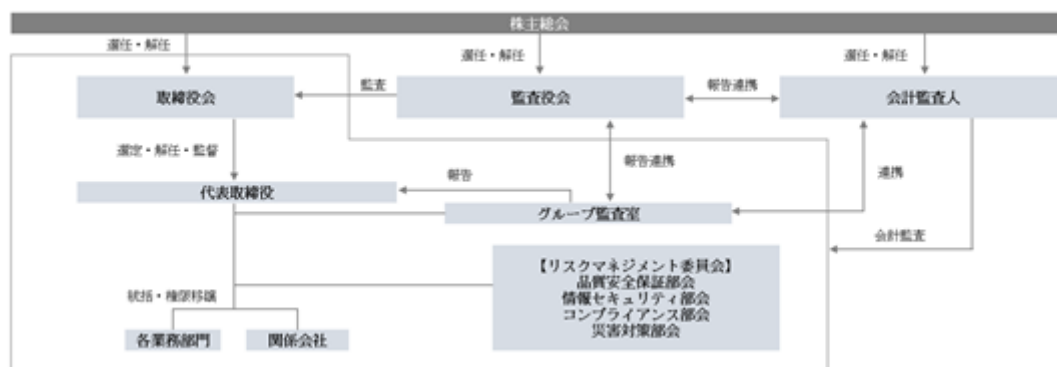 株主総会
選任・解任
選任・解任
選任・解任
取締役会
監査
監査役会
報告連携
会計監査人
選定・解任・監督
報告連携
連携
報告
代表取締役
グループ監査室
会計監査
【リスクマネジメント委員会】
品質安全保証部会
情報セキュリティ部会
コンプライアンス部会
災害対策部会
統括・権限移譲
各業務部門
関係会社